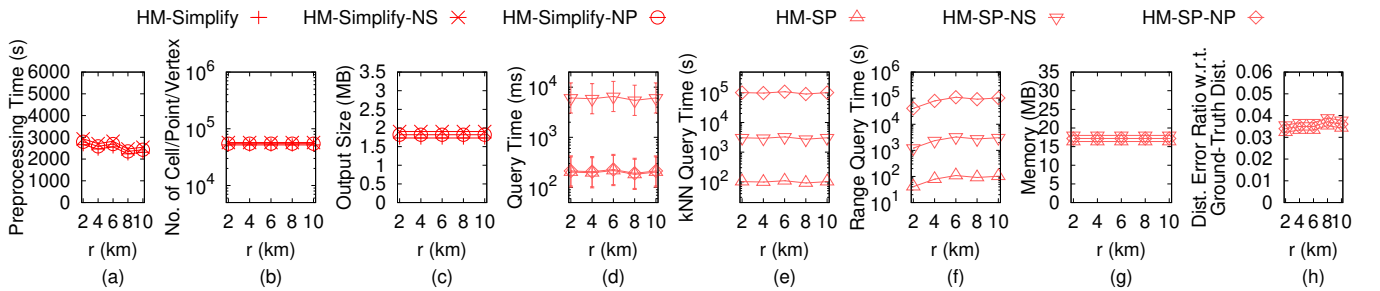 HM-Simplify HM-Simplify-NS HM-Simplify-NP HM-SP HM-SP-NS HM-SP-NP
Preprocessing Time (s)
6000
5000
4000
3000
2000
1000
0
2 4 6 8 10
r (km)
(a)
No. of Cell/Point/Vertex
10^6
10^5
10^4
2 4 6 8 10
r (km)
(b)
Output Size (MB)
3.5
3
2.5
2
1.5
1
0.5
0
2 4 6 8 10
r (km)
(c)
Query Time (ms)
10^4
10^3
10^2
2 4 6 8 10
r (km)
(d)
kNN Query Time (s)
10^5
10^4
10^3
10^2
2 4 6 8 10
r (km)
(e)
Range Query Time (s)
10^6
10^5
10^4
10^3
10^2
10^1
2 4 6 8 10
r (km)
(f)
Memory (MB)
35
30
25
20
15
10
5
0
2 4 6 8 10
r (km)
(g)
Dist. Error Ratio w.r.t.
Ground-Truth Dist.
0.06
0.05
0.04
0.03
0.02
0.01
0
2 4 6 8 10
r (km)
(h)